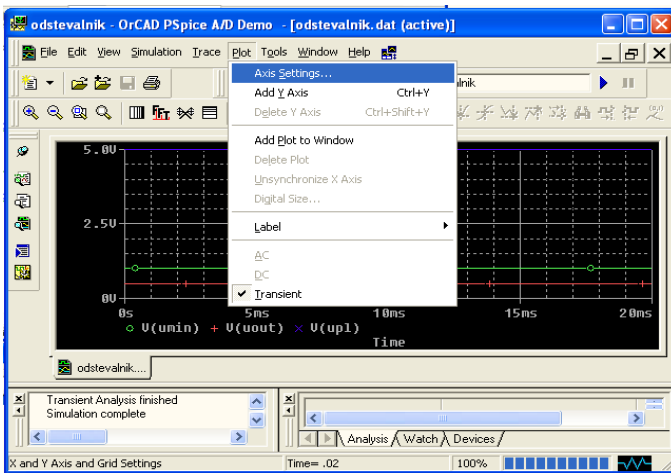 odstevalnik - OrCAD PSpice A/D Demo - [odstevalnik.dat (active)]
File Edit View Simulation Trace Plot Tools Window Help
Axis Settings...
Add Y Axis Ctrl+Y
Delete Y Axis Ctrl+Shift+Y
Add Plot to Window
Delete Plot
Unsynchronize X Axis
Digital Size...
Label
AC
DC
Transient
5.0V
2.5V
0V
0s 5ms 10ms 15ms 20ms
V(umin) V(uout) V(upl)
Time
odstevalnik....
Transient Analysis finished
Simulation complete
Analysis Watch Devices
X and Y Axis and Grid Settings Time= .02 100%